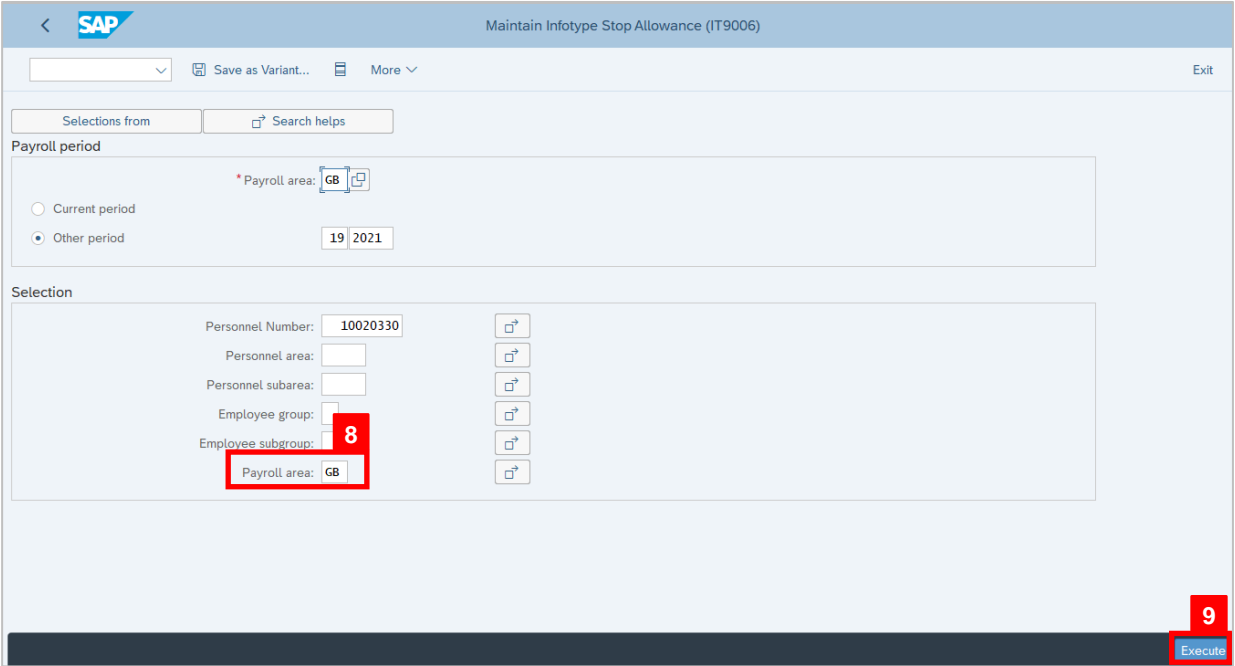 SAP
Maintain Infotype Stop Allowance (IT9006)
Save as Variant...
More
Exit
Selections from
Search helps
Payroll period
* Payroll area: GB
Current period
Other period 19 2021
Selection
Personnel Number: 10020330
Personnel area:
Personnel subarea:
Employee group:
Employee subgroup:
8
Payroll area: GB
9
Execute